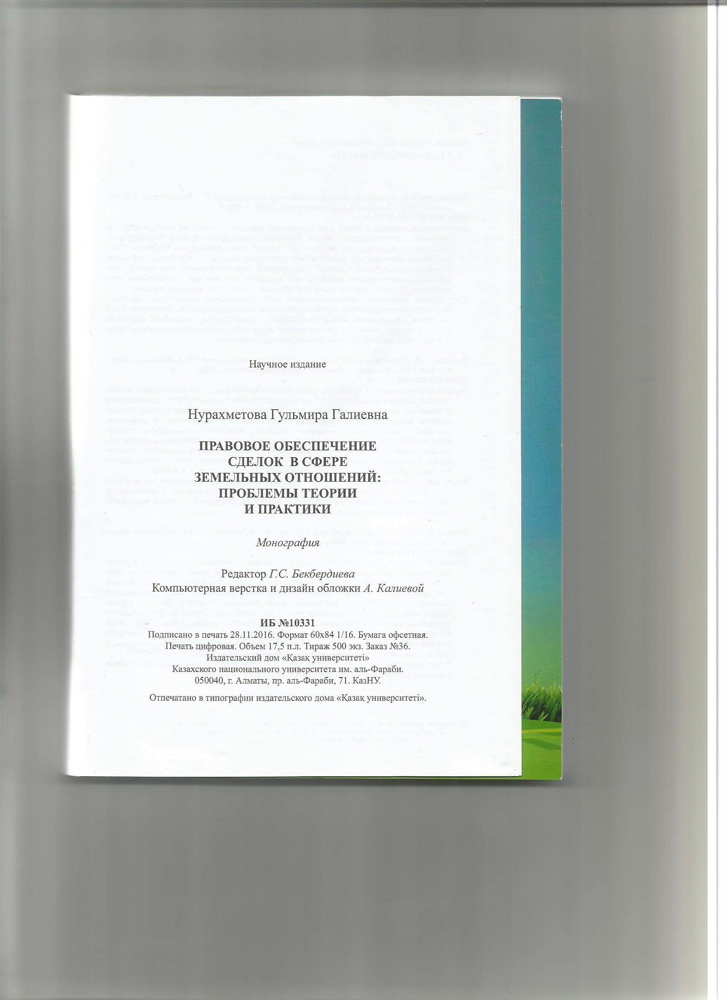 Научное издание
Нурахметова Гульмира Галиевна
ПРАВОВОЕ ОБЕСПЕЧЕНИЕ
СДЕЛОК В СФЕРЕ
ЗЕМЕЛЬНЫХ ОТНОШЕНИЙ:
ПРОБЛЕМЫ ТЕОРИИ
И ПРАКТИКИ
Монография
Редактор Г.С. Бекбердиева
Компьютерная верстка и дизайн обложки А. Калиевой
ИБ №10331
Подписано в печать 28.11.2016. Формат 60х84 1/16. Бумага офсетная.
Печать цифровая. Объем 17,5 п.л. Тираж 500 экз. Заказ №36.
Издательский дом «Қазақ университеті»
Казахского национального университета им. аль-Фараби.
050040, г. Алматы, пр. аль-Фараби, 71. КазНУ.
Отпечатано в типографии издательского дома «Қазақ университеті».